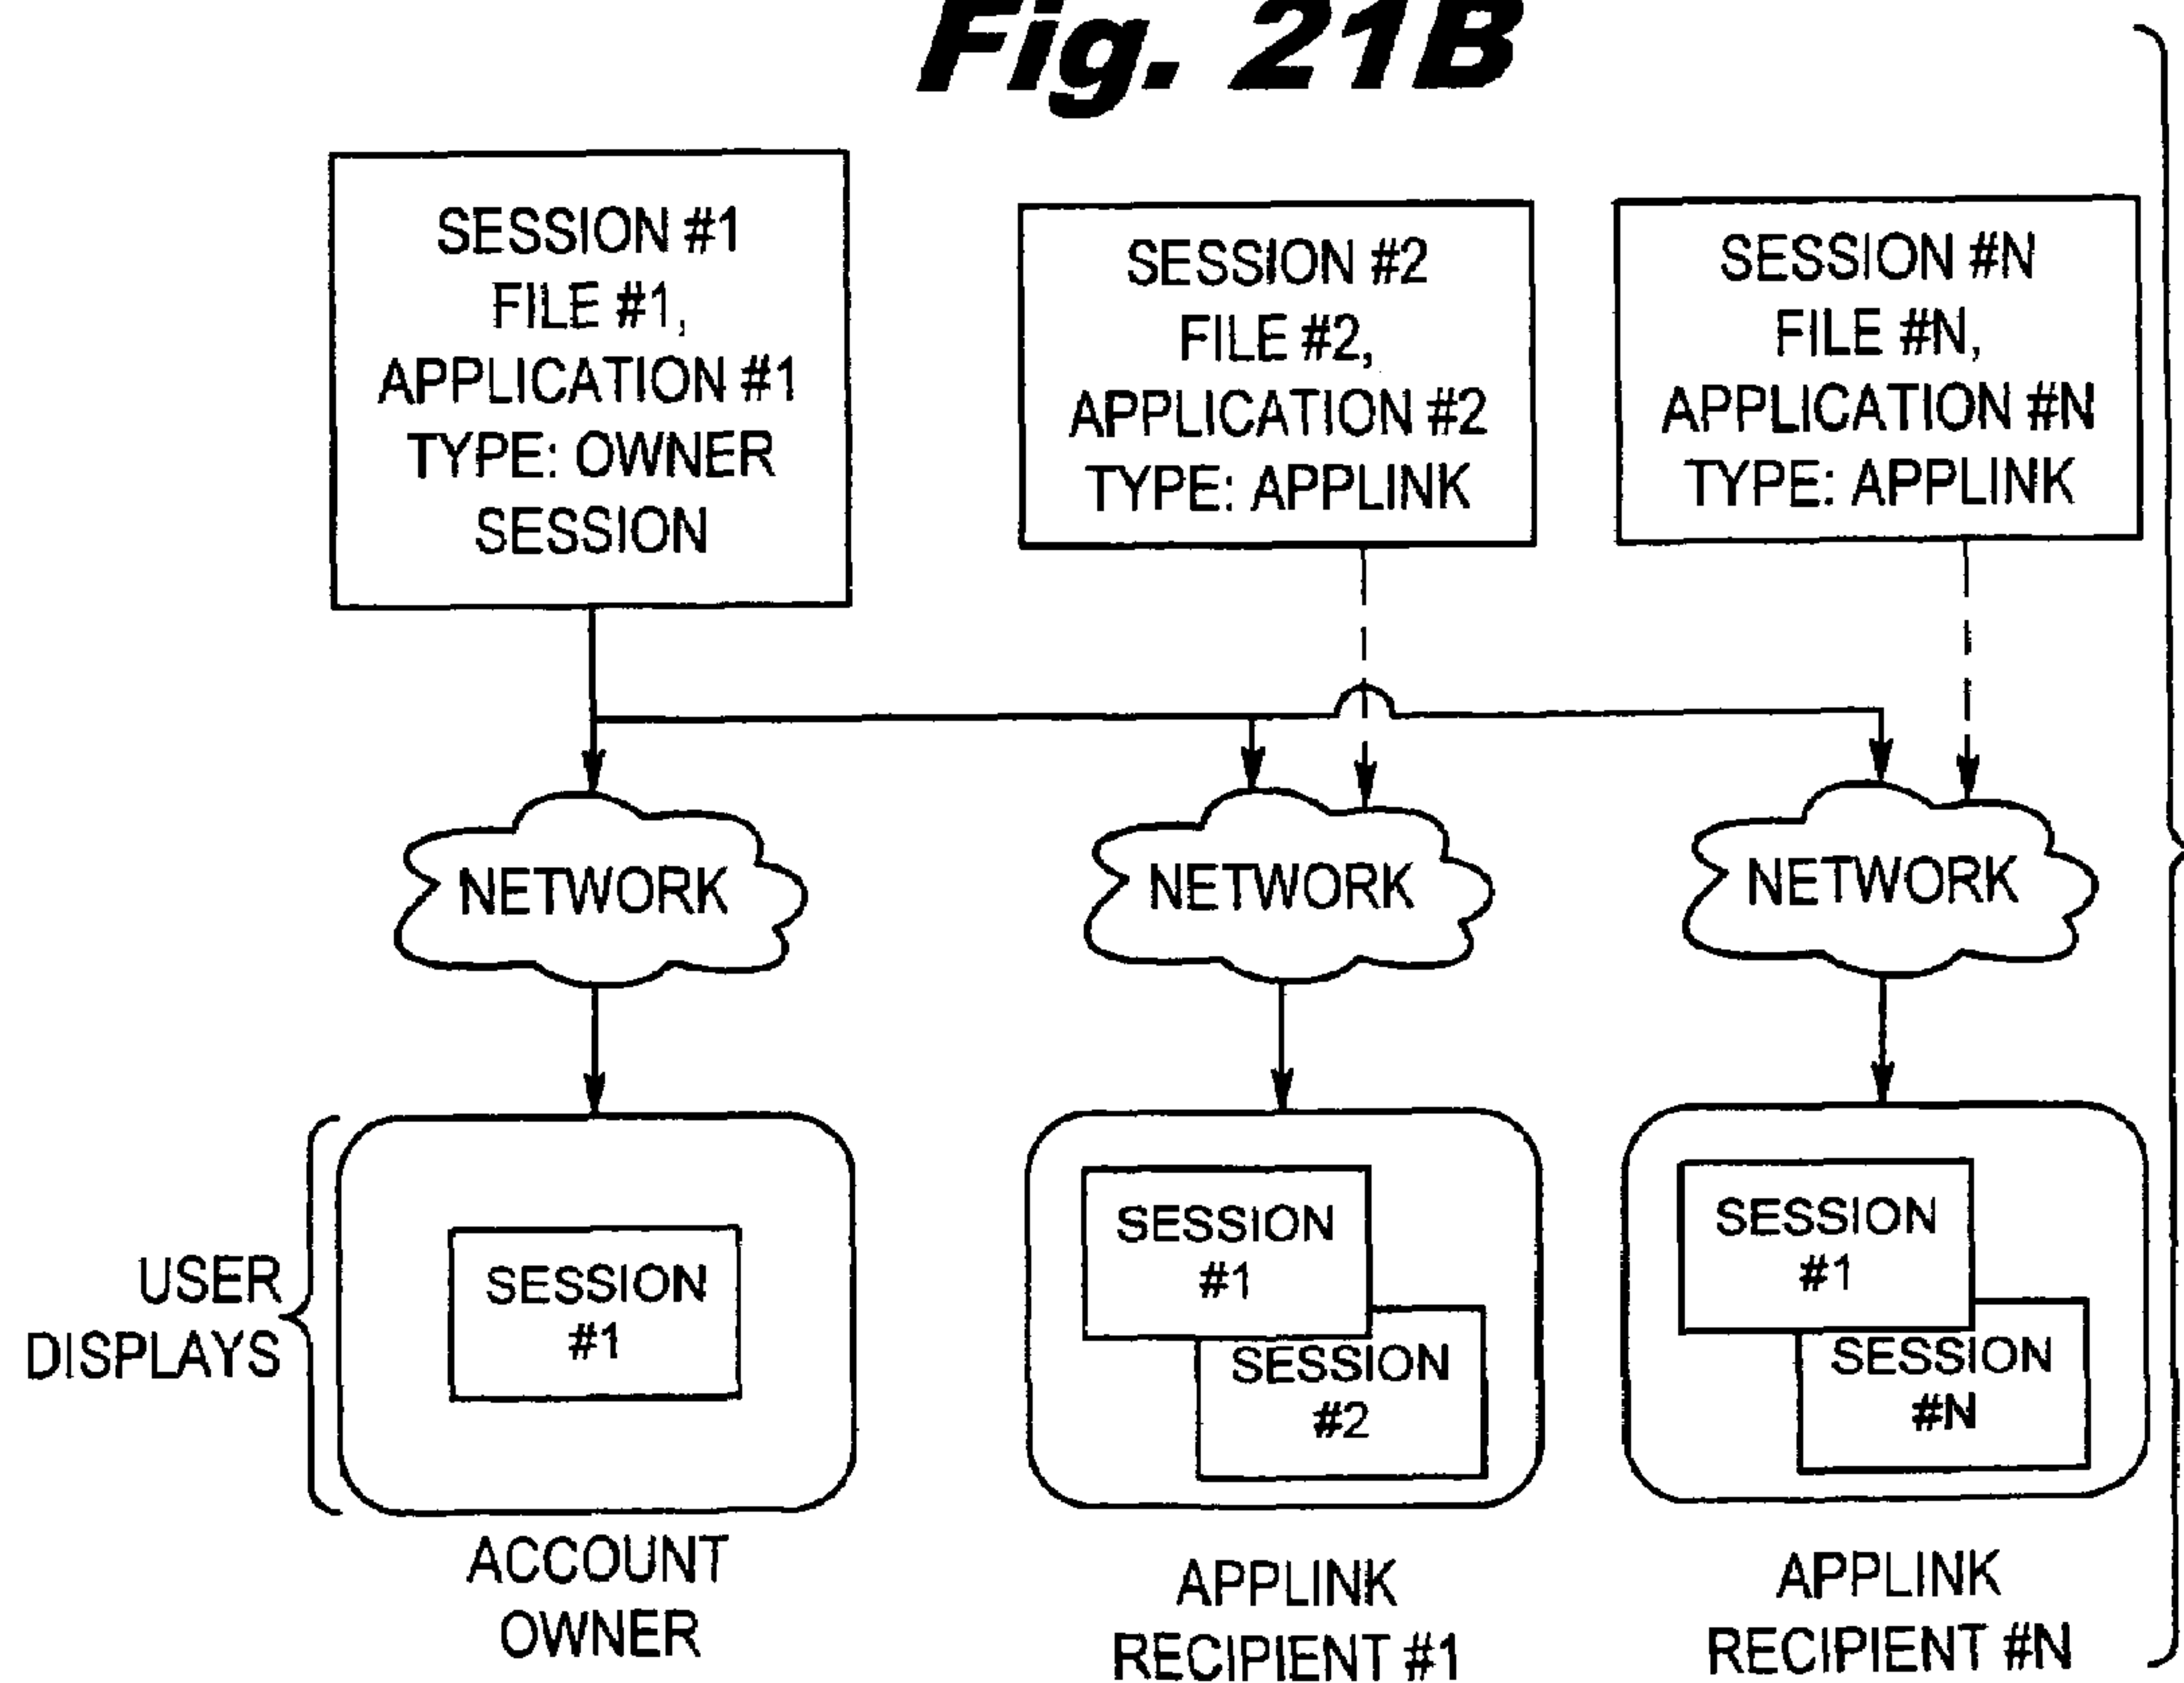 Fig. 21B
SESSION #1
FILE #1,
APPLICATION #1
TYPE: OWNER
SESSION
SESSION #2
FILE #2,
APPLICATION #2
TYPE: APPLINK
SESSION #N
FILE #N,
APPLICATION #N
TYPE: APPLINK
NETWORK
NETWORK
NETWORK
USER
DISPLAYS
SESSION
#1
SESSION
#1
SESSION
#2
SESSION
#1
SESSION
#N
ACCOUNT
OWNER
APPLINK
RECIPIENT #1
APPLINK
RECIPIENT #N